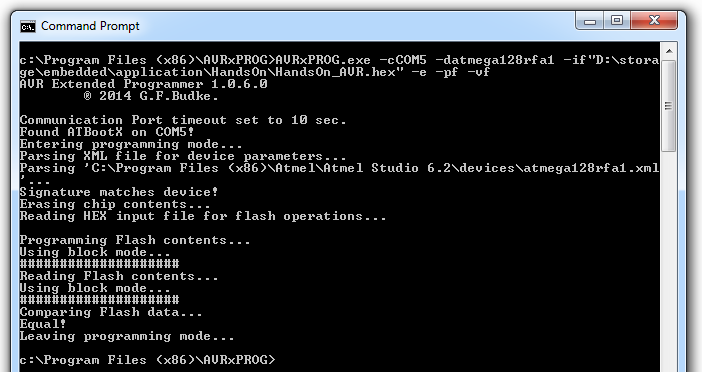 Command Prompt
c:\Program Files (x86)\AVRxPROG>AVRxPROG.exe -cCOM5 -datmega128rfa1 -if"D:\stora
ge\embedded\application\HandsOn\HandsOn_AVR.hex" -e -pf -vf
AVR Extended Programmer 1.0.6.0
® 2014 G.F.Budke.
Communication Port timeout set to 10 sec.
Found ATBootX on COM5!
Entering programming mode...
Parsing XML file for device parameters...
Parsing 'C:\Program Files (x86)\Atmel\Atmel Studio 6.2\devices\atmega128rfa1.xml
'...
Signature matches device!
Erasing chip contents...
Reading HEX input file for flash operations...
Programming Flash contents...
Using block mode...
####################
Reading Flash contents...
Using block mode...
####################
Comparing Flash data...
Equal!
Leaving programming mode...
c:\Program Files (x86)\AVRxPROG>